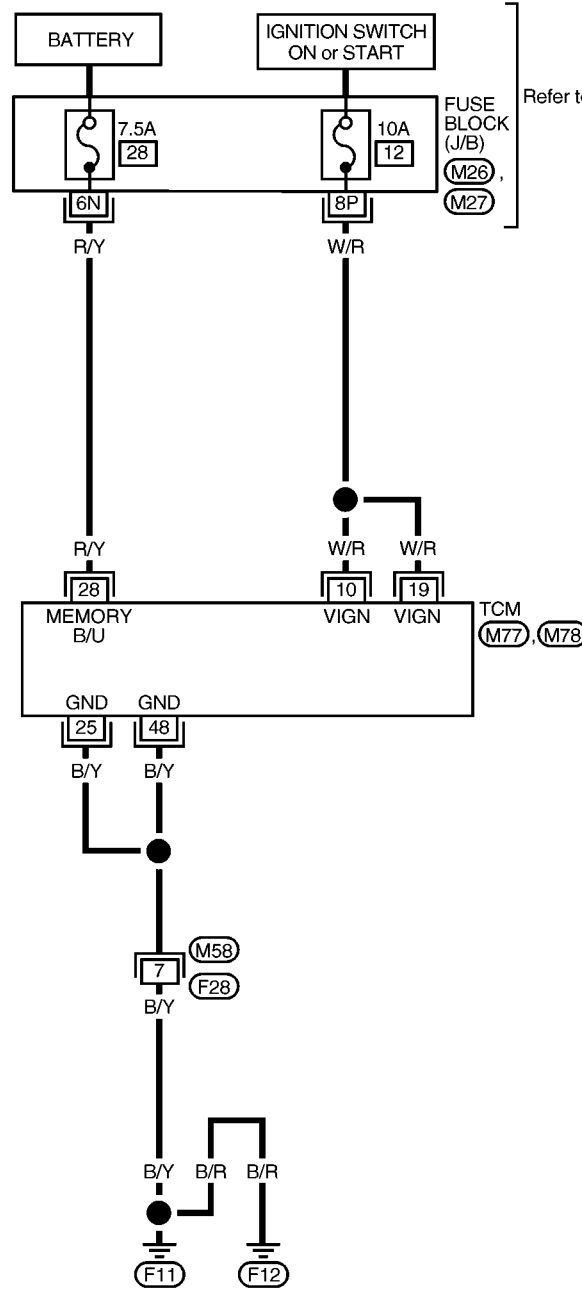 BATTERY
IGNITION SWITCH
ON or START
Refer to
7.5A
28
10A
12
FUSE
BLOCK
(J/B)
M26 ,
M27
6N
8P
R/Y
W/R
R/Y
W/R
W/R
28
10
19
MEMORY
B/U
VIGN
VIGN
TCM
M77 , M78
GND
GND
25
48
B/Y
B/Y
M58
7
F28
B/Y
B/Y
B/R
B/R
F11
F12